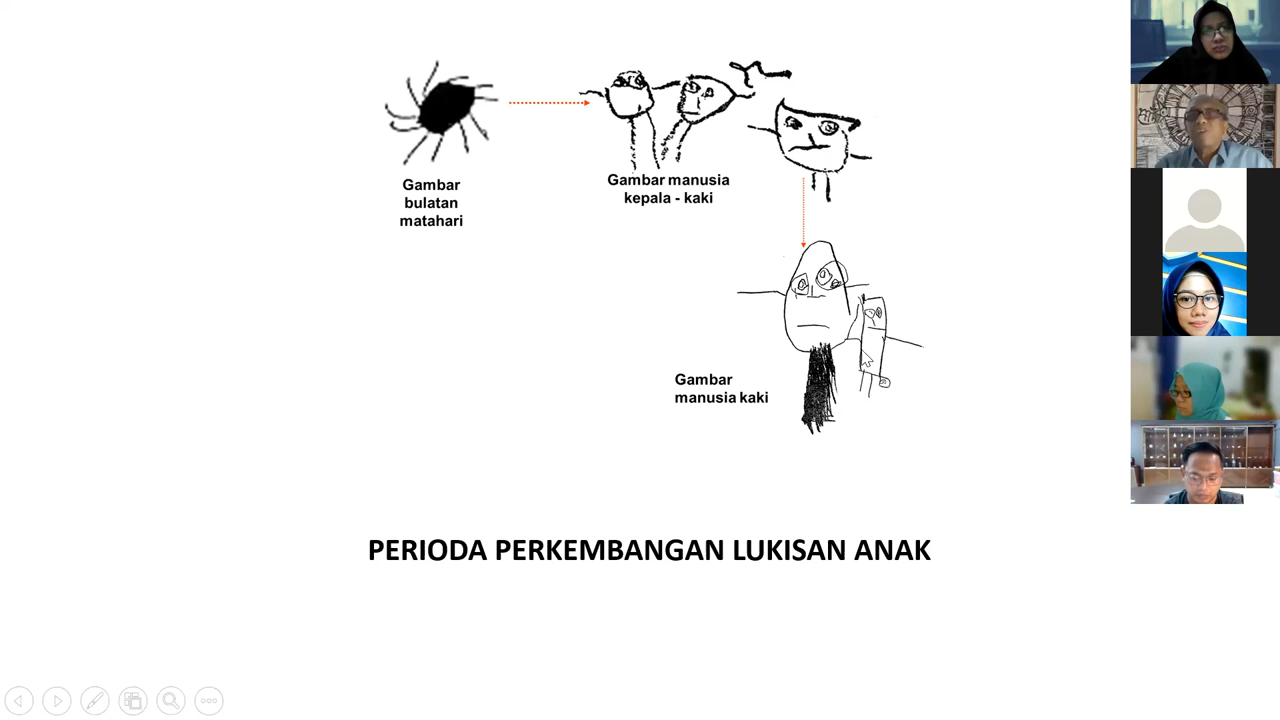 Gambar
bulatan
matahari
Gambar manusia
kepala - kaki
Gambar
manusia kaki
PERIODA PERKEMBANGAN LUKISAN ANAK